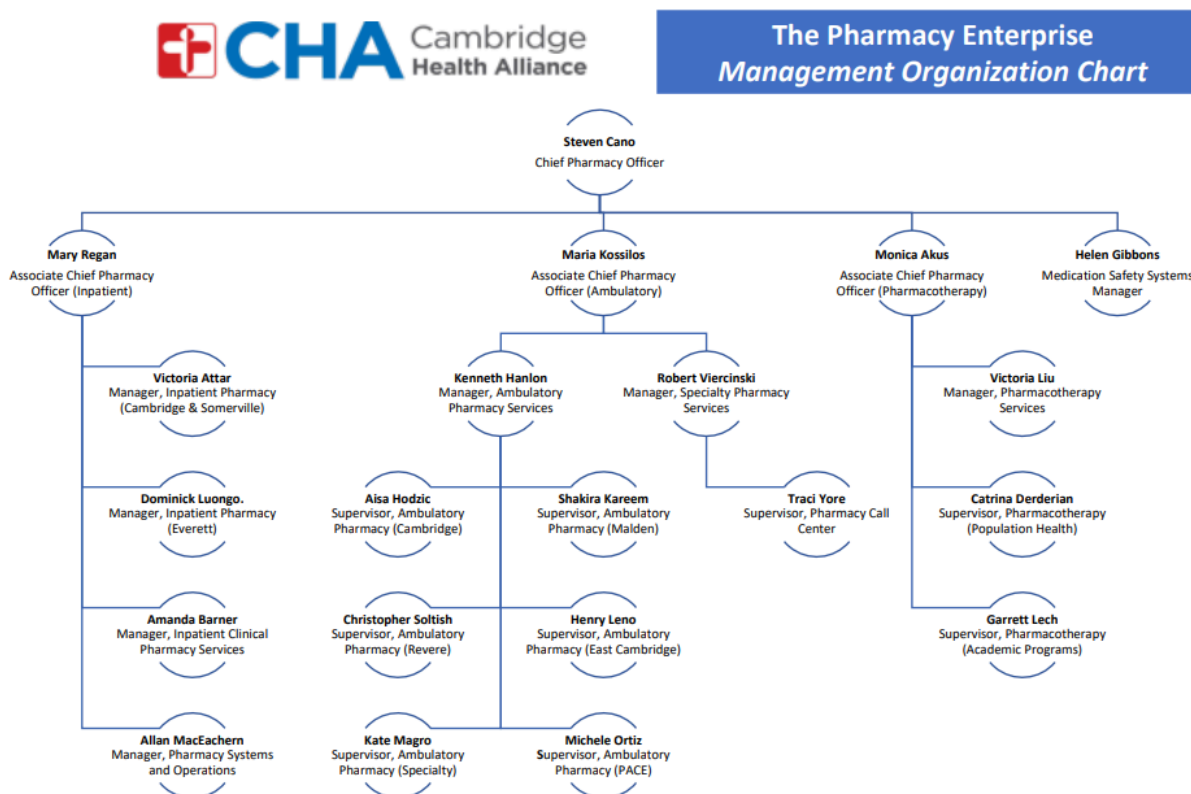 CHA Cambridge
Health Alliance
The Pharmacy Enterprise
Management Organization Chart
Steven Cano
Chief Pharmacy Officer
Mary Regan
Associate Chief Pharmacy
Officer (Inpatient)
Maria Kossilos
Associate Chief Pharmacy
Officer (Ambulatory)
Monica Akus
Associate Chief Pharmacy
Officer (Pharmacotherapy)
Helen Gibbons
Medication Safety Systems
Manager
Victoria Attar
Manager, Inpatient Pharmacy
(Cambridge & Somerville)
Kenneth Hanlon
Manager, Ambulatory
Pharmacy Services
Robert Viercinski
Manager, Specialty Pharmacy
Services
Victoria Liu
Manager, Pharmacotherapy
Services
Dominick Luongo.
Manager, Inpatient Pharmacy
(Everett)
Aisa Hodzic
Supervisor, Ambulatory
Pharmacy (Cambridge)
Shakira Kareem
Supervisor, Ambulatory
Pharmacy (Malden)
Traci Yore
Supervisor, Pharmacy Call
Center
Catrina Derderian
Supervisor, Pharmacotherapy
(Population Health)
Amanda Barner
Manager, Inpatient Clinical
Pharmacy Services
Christopher Soltish
Supervisor, Ambulatory
Pharmacy (Revere)
Henry Leno
Supervisor, Ambulatory
Pharmacy (East Cambridge)
Garrett Lech
Supervisor, Pharmacotherapy
(Academic Programs)
Allan MacEachern
Manager, Pharmacy Systems
and Operations
Kate Magro
Supervisor, Ambulatory
Pharmacy (Specialty)
Michele Ortiz
Supervisor, Ambulatory
Pharmacy (PACE)